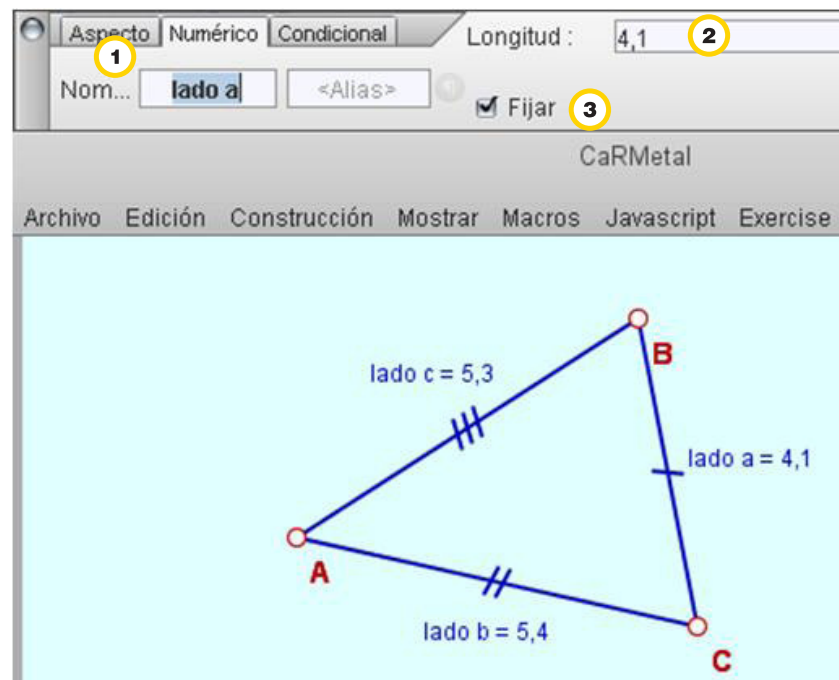 Aspecto Numérico Condicional Longitud : 4,1 2
1
Nom... lado a <Alias> Fijar 3
CaRMetal
Archivo Edición Construcción Mostrar Macros Javascript Exercise
B
lado c = 5,3
lado a = 4,1
A
lado b = 5,4
C